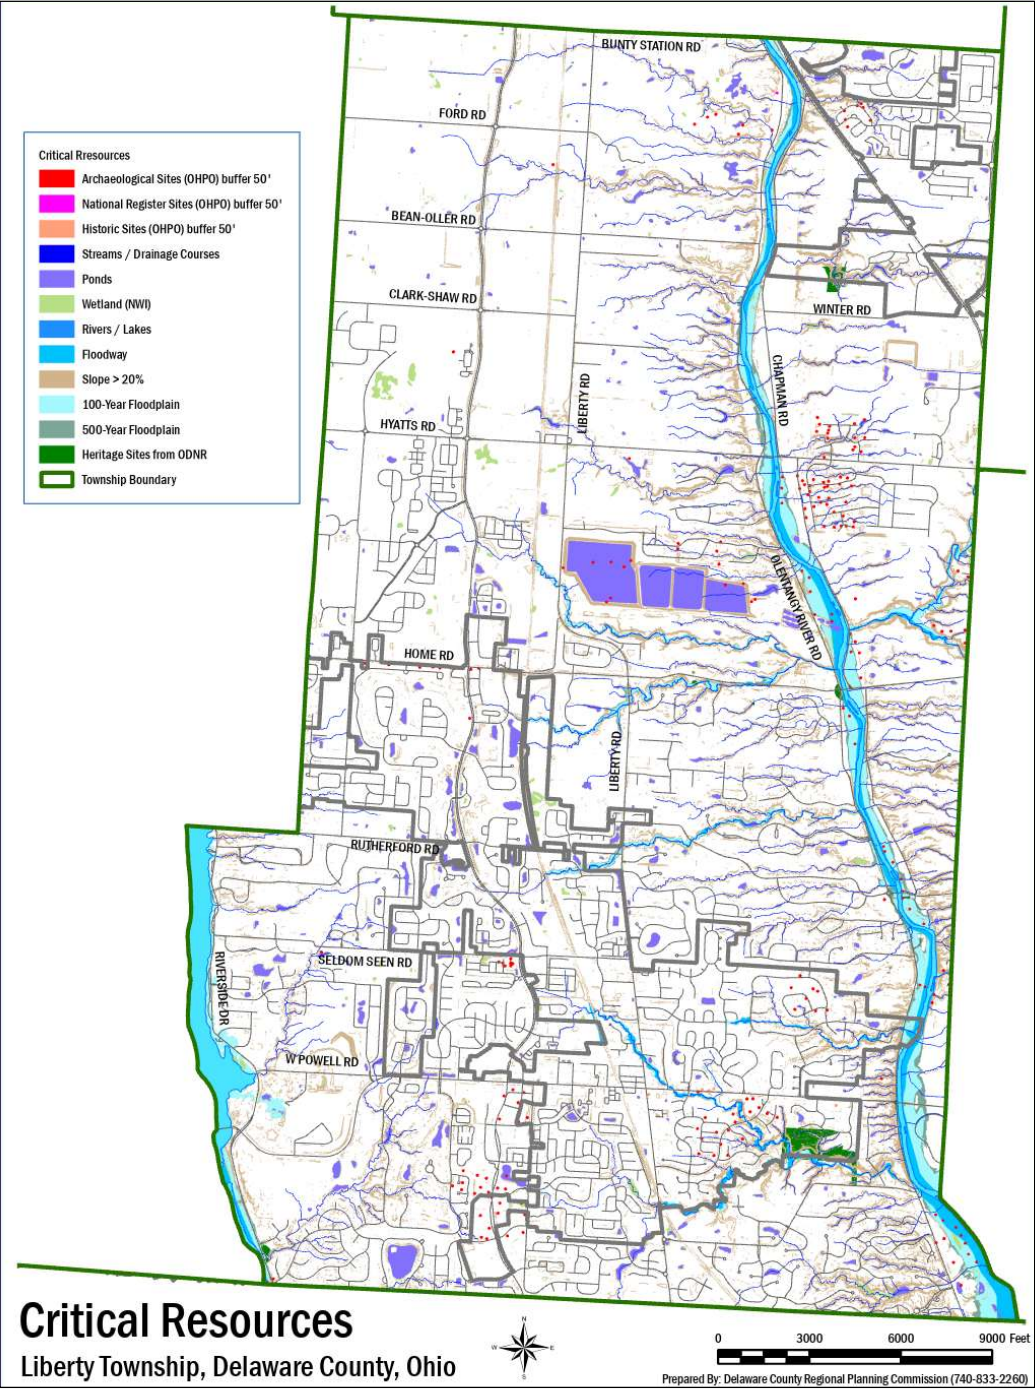 BUNTY STATION RD
FORD RD
Critical Rresources
Archaeological Sites (OHPO) buffer 50'
National Register Sites (OHPO) buffer 50'
Historic Sites (OHPO) buffer 50'
Streams / Drainage Courses
Ponds
Wetland (NWI)
Rivers / Lakes
Floodway
Slope > 20%
100-Year Floodplain
500-Year Floodplain
Heritage Sites from ODNR
Township Boundary
BEAN-OLLER RD
CLARK-SHAW RD
WINTER RD
CHAPMAN RD
LIBERTY RD
HYATTS RD
OLENTANGY RIVER RD
HOME RD
LIBERTY RD
RUTHERFORD RD
SELDOM SEEN RD
RIVERSIDE DR
W POWELL RD
Critical Resources
Liberty Township, Delaware County, Ohio
N
W E
S
0 3000 6000 9000 Feet
Prepared By: Delaware County Regional Planning Commission (740-833-2260)